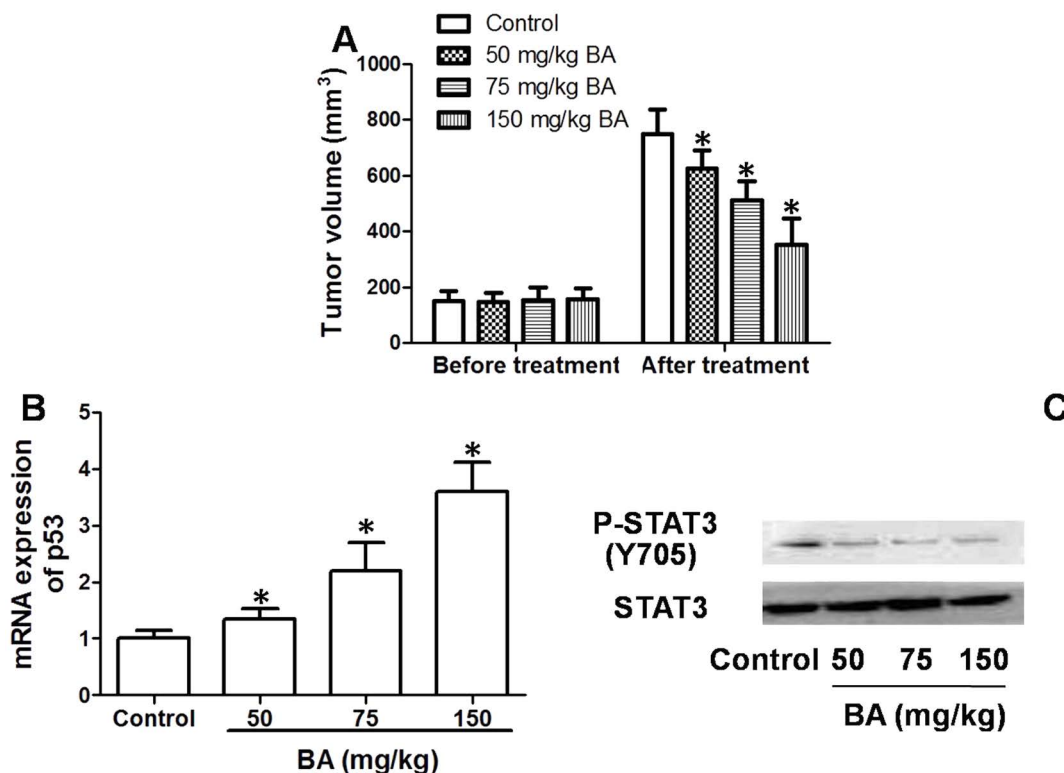 A
Control
50 mg/kg BA
75 mg/kg BA
150 mg/kg BA
Tumor volume (mm³)
1000
800
600
400
200
0
* * *
Before treatment After treatment
B
mRNA expression
of p53
5
4
3
2
1
0
* * *
Control 50 75 150
BA (mg/kg)
C
P-STAT3
(Y705)
STAT3
Control 50 75 150
BA (mg/kg)